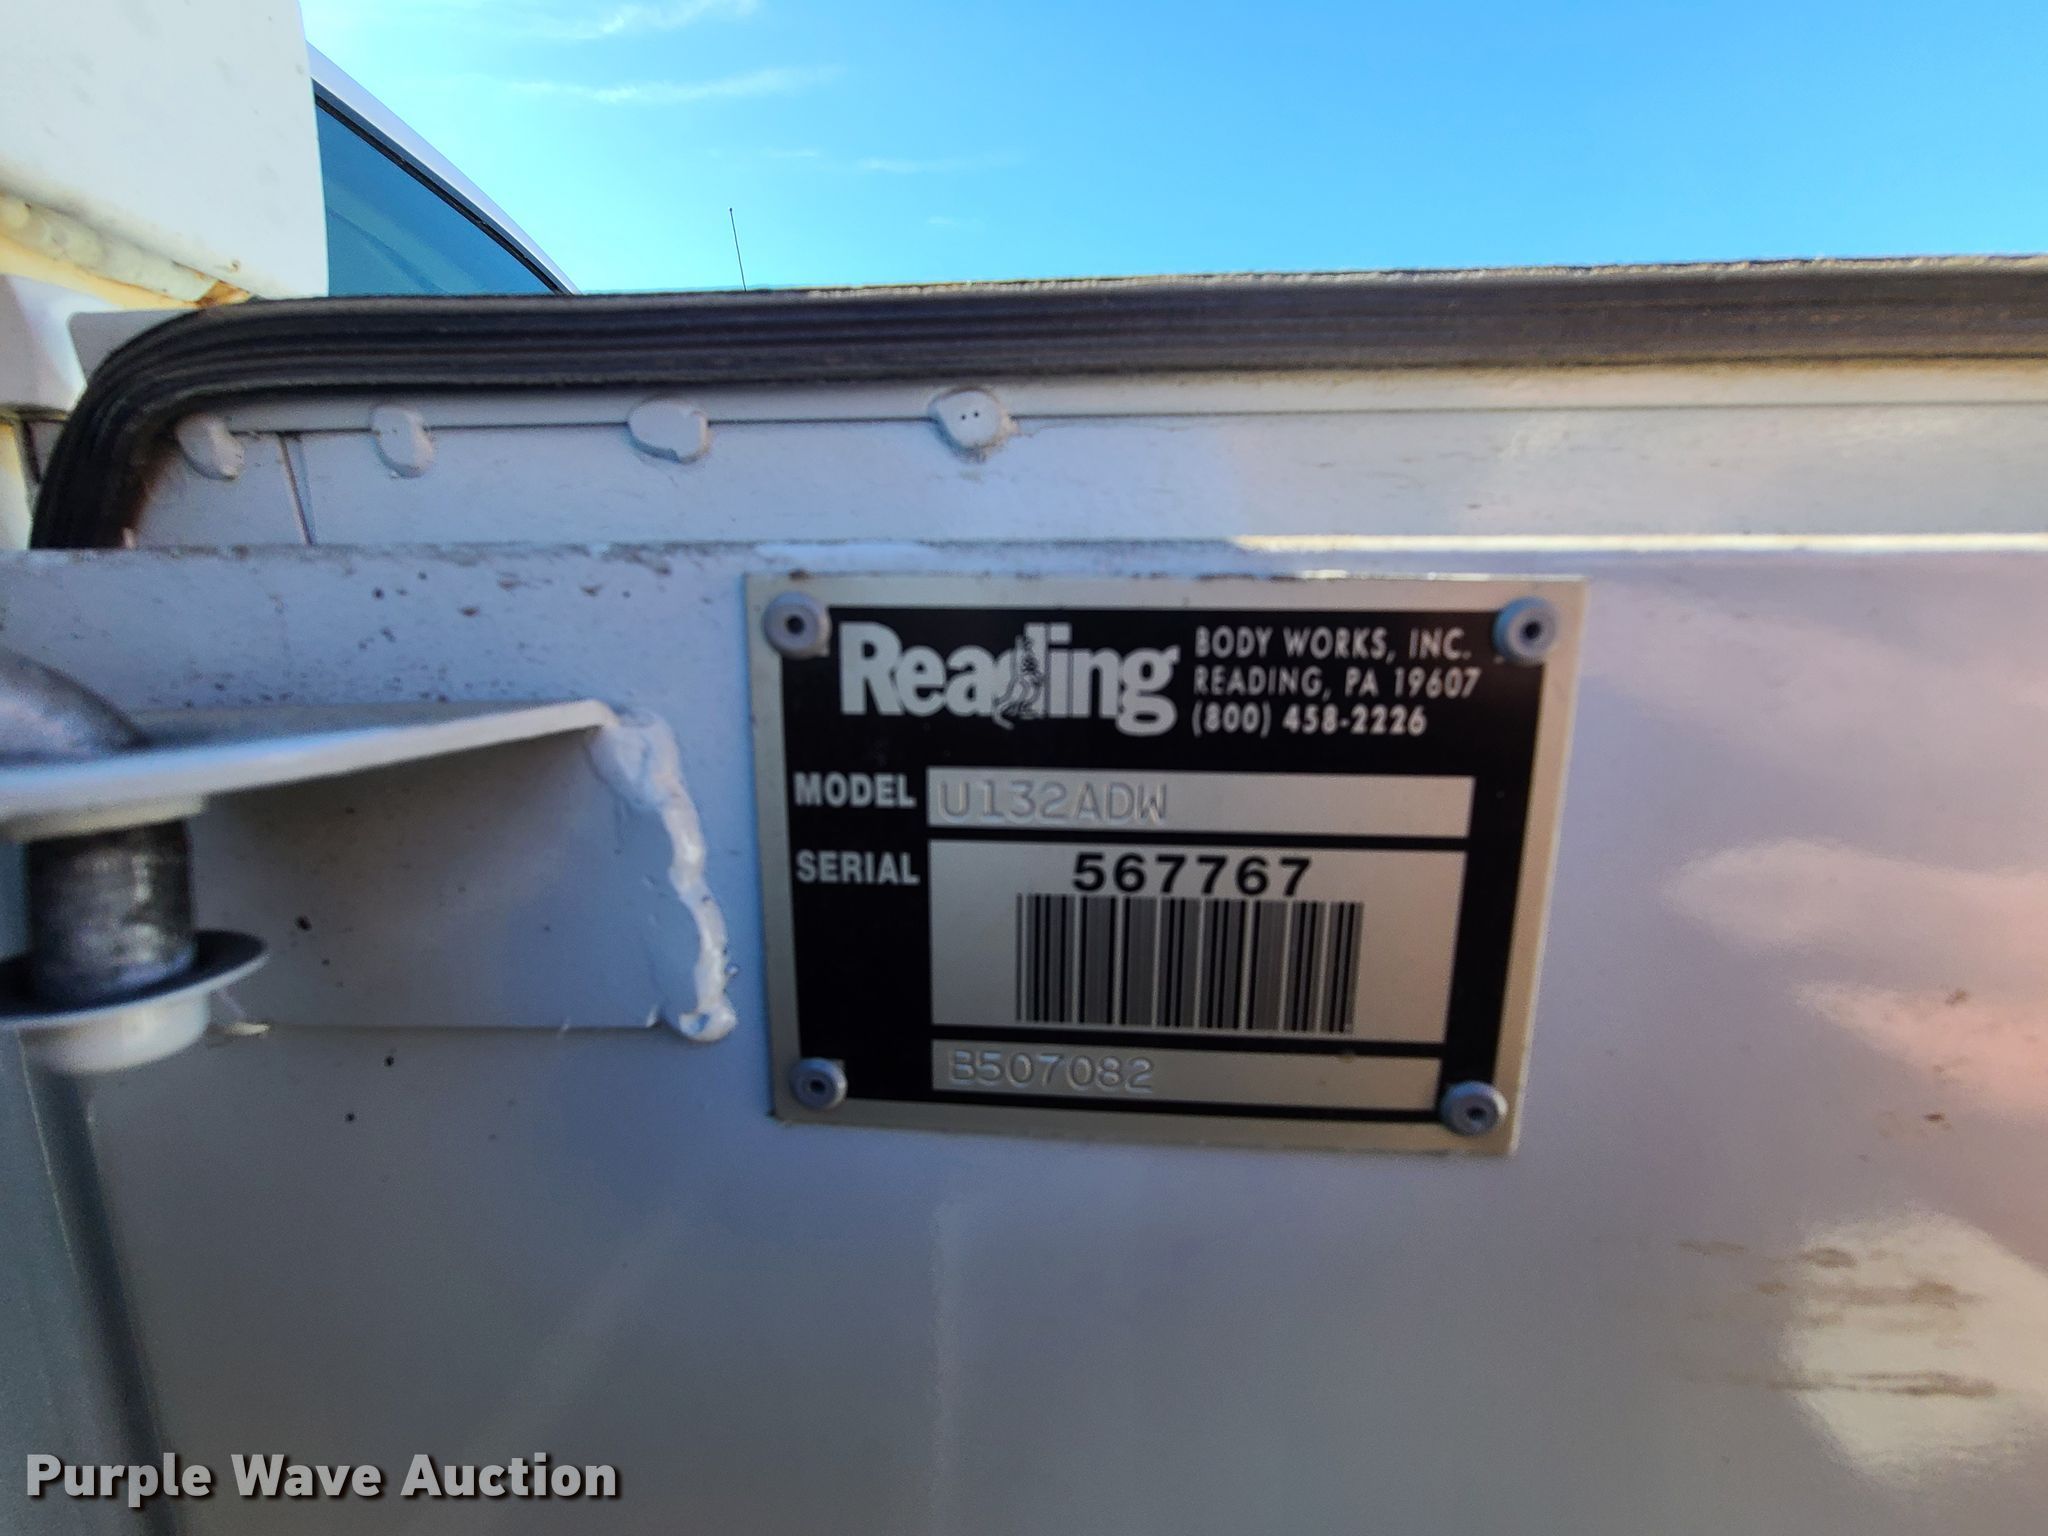 Reading
BODY WORKS, INC.
READING, PA 19607
(800) 458-2226
MODEL U132ADW
SERIAL 567767
B507082
Purple Wave Auction